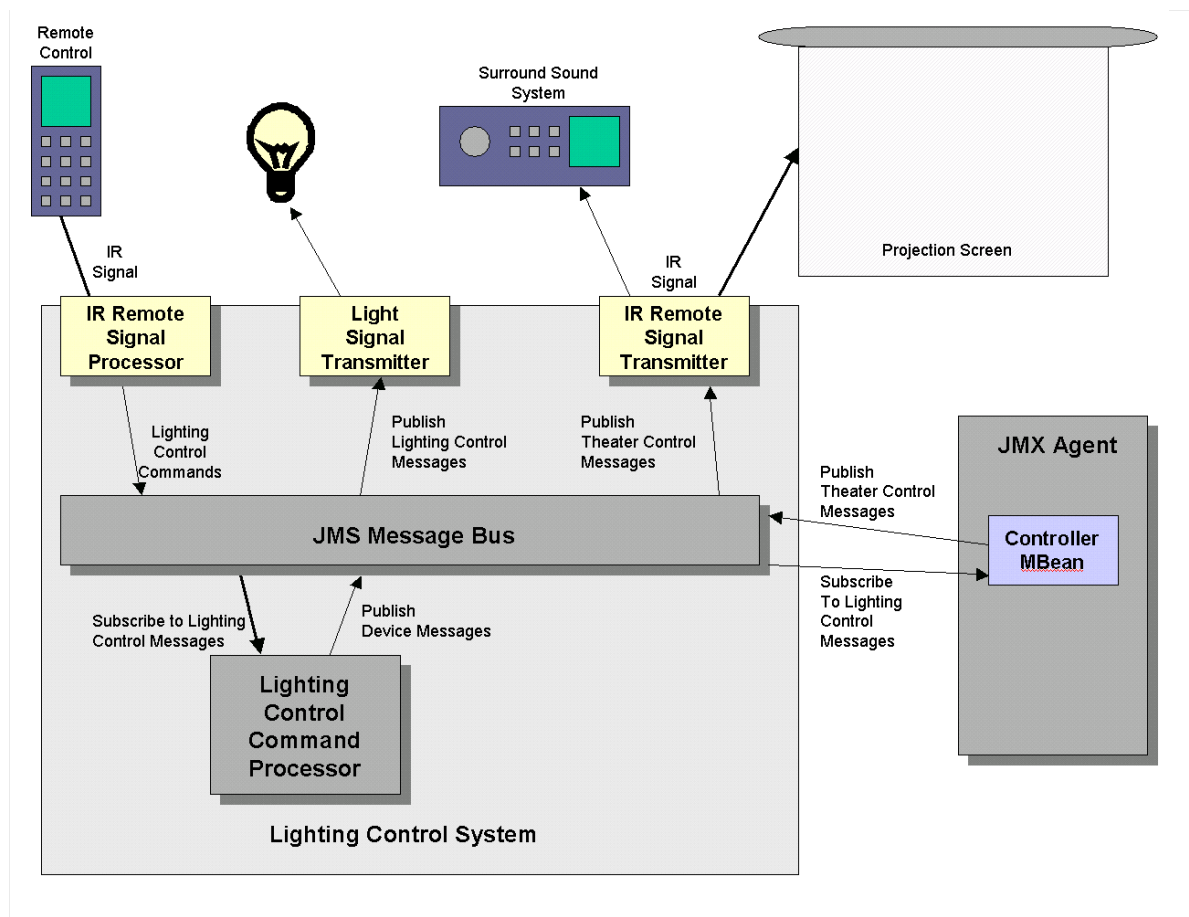 Remote
Control
Surround Sound
System
IR
Signal
IR
Signal
Projection Screen
IR Remote
Signal
Processor
Light
Signal
Transmitter
IR Remote
Signal
Transmitter
Lighting
Control
Commands
Publish
Lighting Control
Messages
Publish
Theater Control
Messages
JMX Agent
Publish
Theater Control
Messages
JMS Message Bus
Controller
MBean
Subscribe to Lighting
Control Messages
Publish
Device Messages
Subscribe
To Lighting
Control
Messages
Lighting
Control
Command
Processor
Lighting Control System